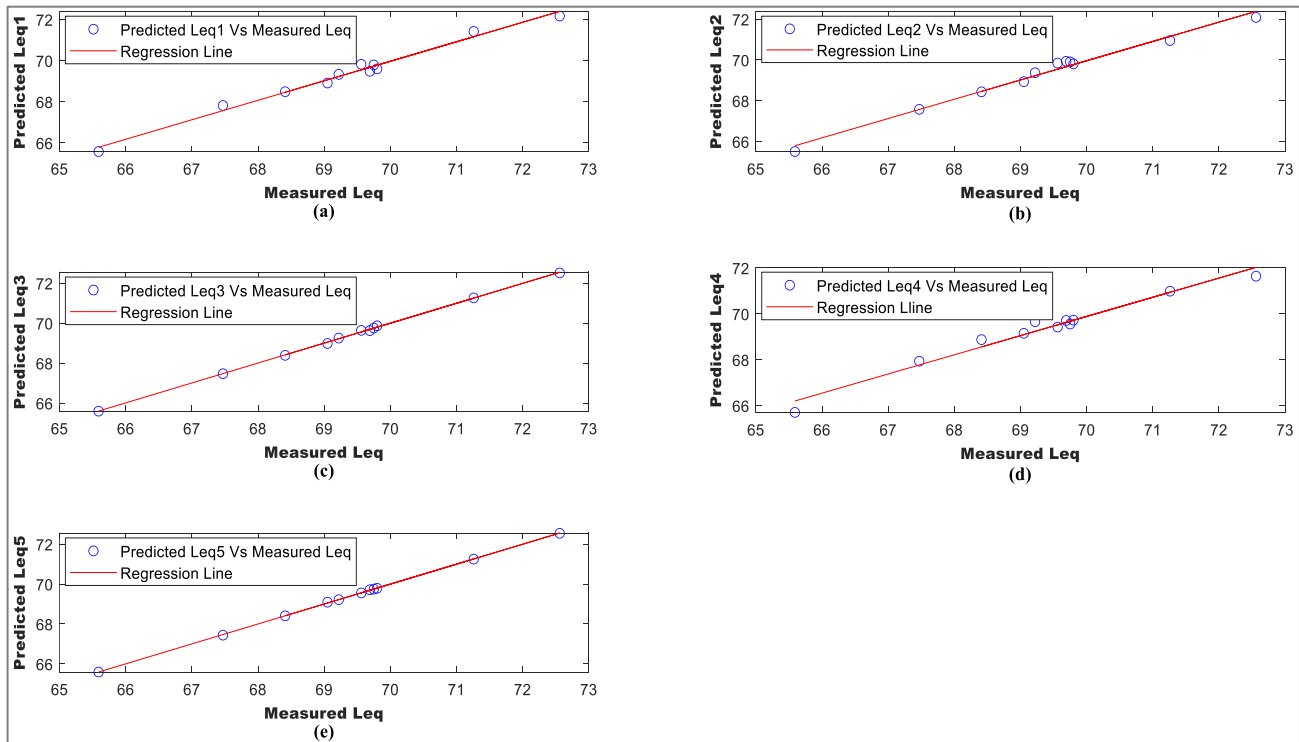 Predicted Leq1
72
70
68
66
Predicted Leq1 Vs Measured Leq
Regression Line
65 66 67 68 69 70 71 72 73
Measured Leq
(a)
Predicted Leq2
72
70
68
66
Predicted Leq2 Vs Measured Leq
Regression Line
65 66 67 68 69 70 71 72 73
Measured Leq
(b)
Predicted Leq3
72
70
68
66
Predicted Leq3 Vs Measured Leq
Regression Line
65 66 67 68 69 70 71 72 73
Measured Leq
(c)
Predicted Leq4
72
70
68
66
Predicted Leq4 Vs Measured Leq
Regression Lline
65 66 67 68 69 70 71 72 73
Measured Leq
(d)
Predicted Leq5
72
70
68
66
Predicted Leq5 Vs Measured Leq
Regression Line
65 66 67 68 69 70 71 72 73
Measured Leq
(e)